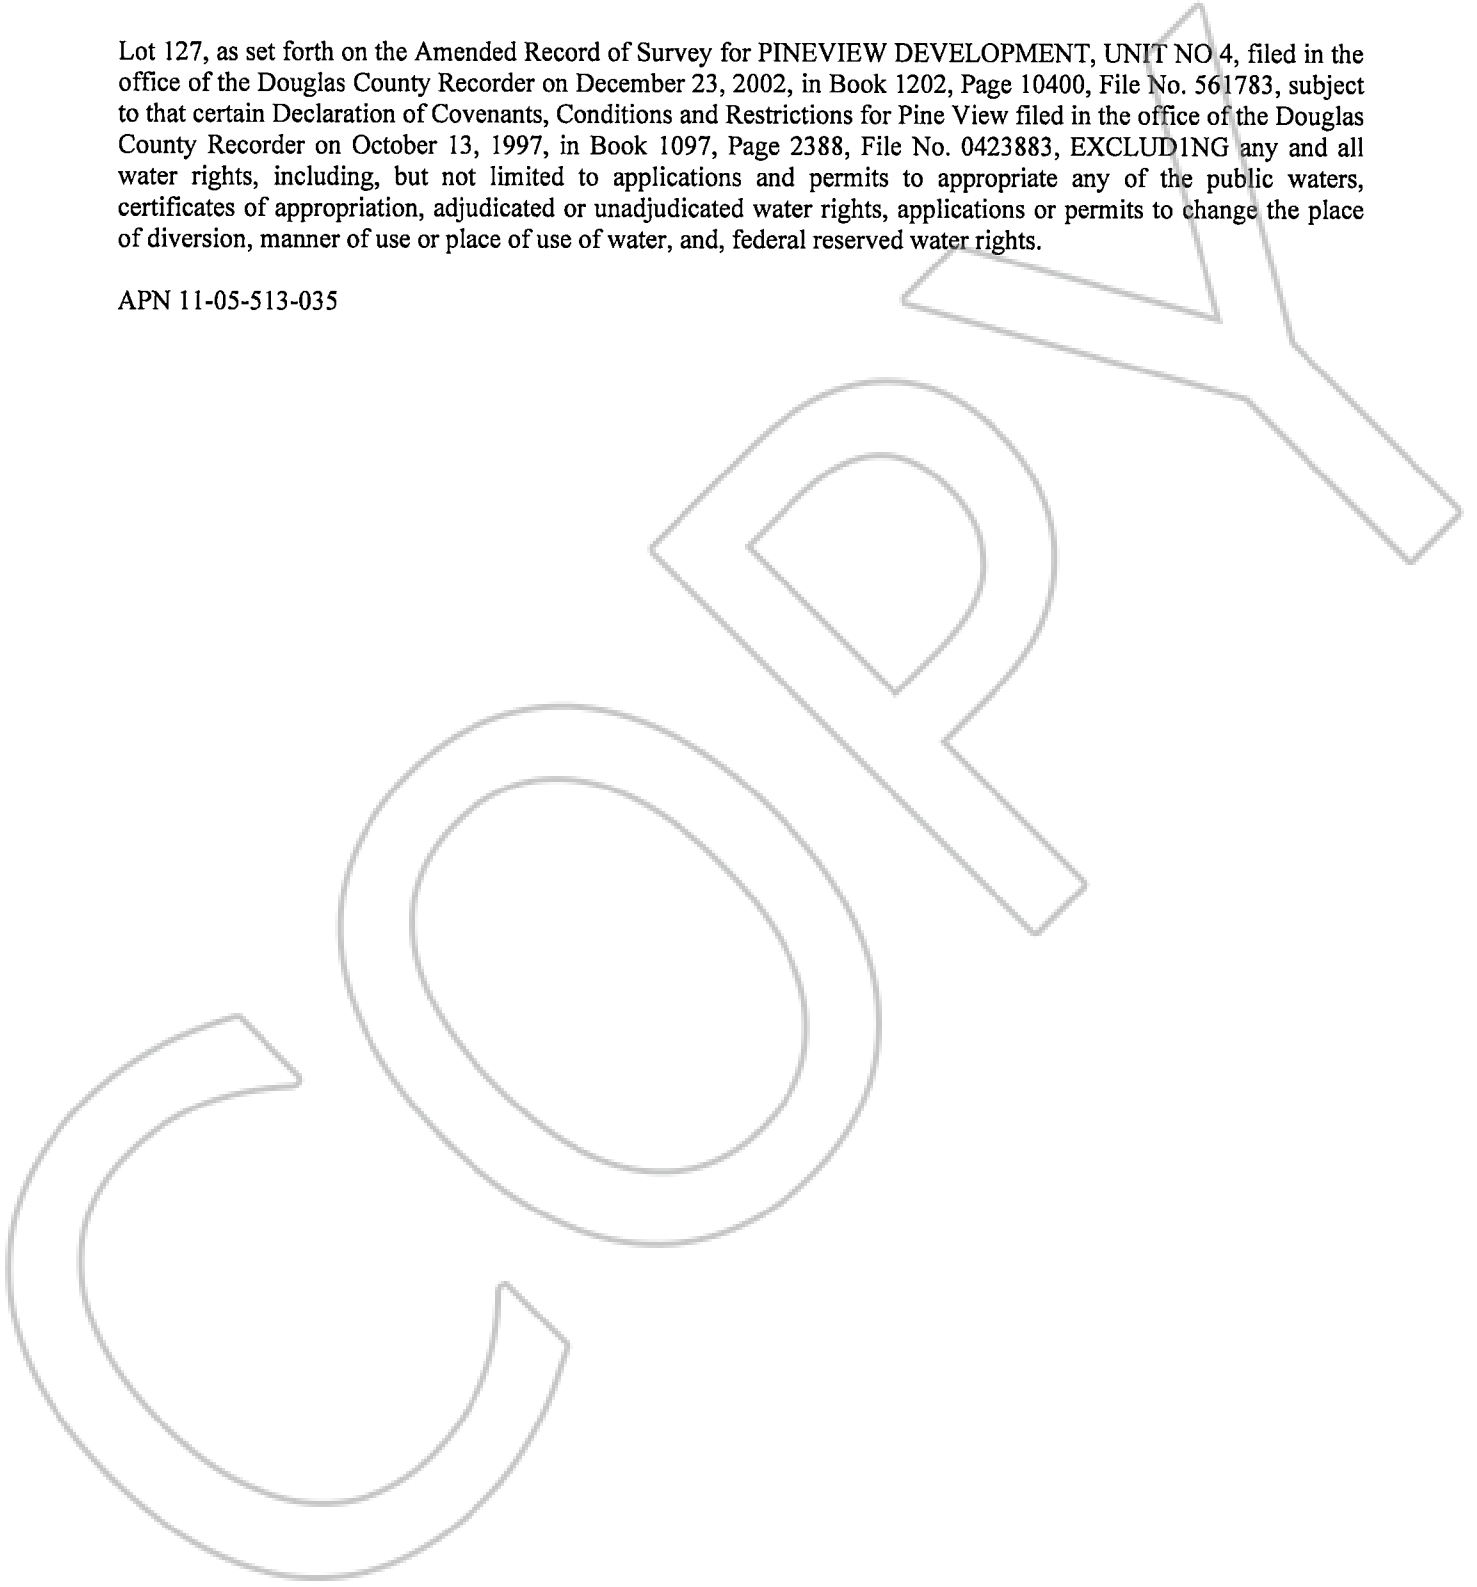 Lot 127, as set forth on the Amended Record of Survey for PINEVIEW DEVELOPMENT, UNIT NO 4, filed in the
office of the Douglas County Recorder on December 23, 2002, in Book 1202, Page 10400, File No. 561783, subject
to that certain Declaration of Covenants, Conditions and Restrictions for Pine View filed in the office of the Douglas
County Recorder on October 13, 1997, in Book 1097, Page 2388, File No. 0423883, EXCLUD1NG any and all
water rights, including, but not limited to applications and permits to appropriate any of the public waters,
certificates of appropriation, adjudicated or unadjudicated water rights, applications or permits to change the place
of diversion, manner of use or place of use of water, and, federal reserved water rights.
APN 11-05-513-035
COPY